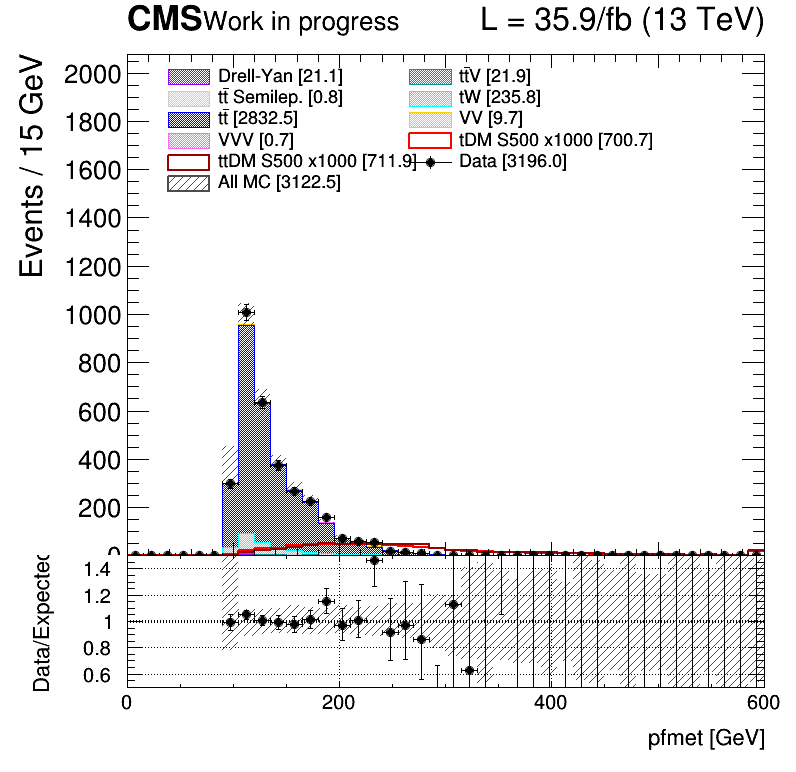 CMS Work in progress L = 35.9/fb (13 TeV)
Events / 15 GeV
2000
1800
1600
1400
1200
1000
800
600
400
200
0
Drell-Yan [21.1] tt̄V [21.9]
tt̄ Semilep. [0.8] tW [235.8]
tt̄ [2832.5] VV [9.7]
VVV [0.7] tDM S500 x1000 [700.7]
ttDM S500 x1000 [711.9] Data [3196.0]
All MC [3122.5]
Data/Expected
1.4
1.2
1
0.8
0.6
0 200 400 600
pfmet [GeV]